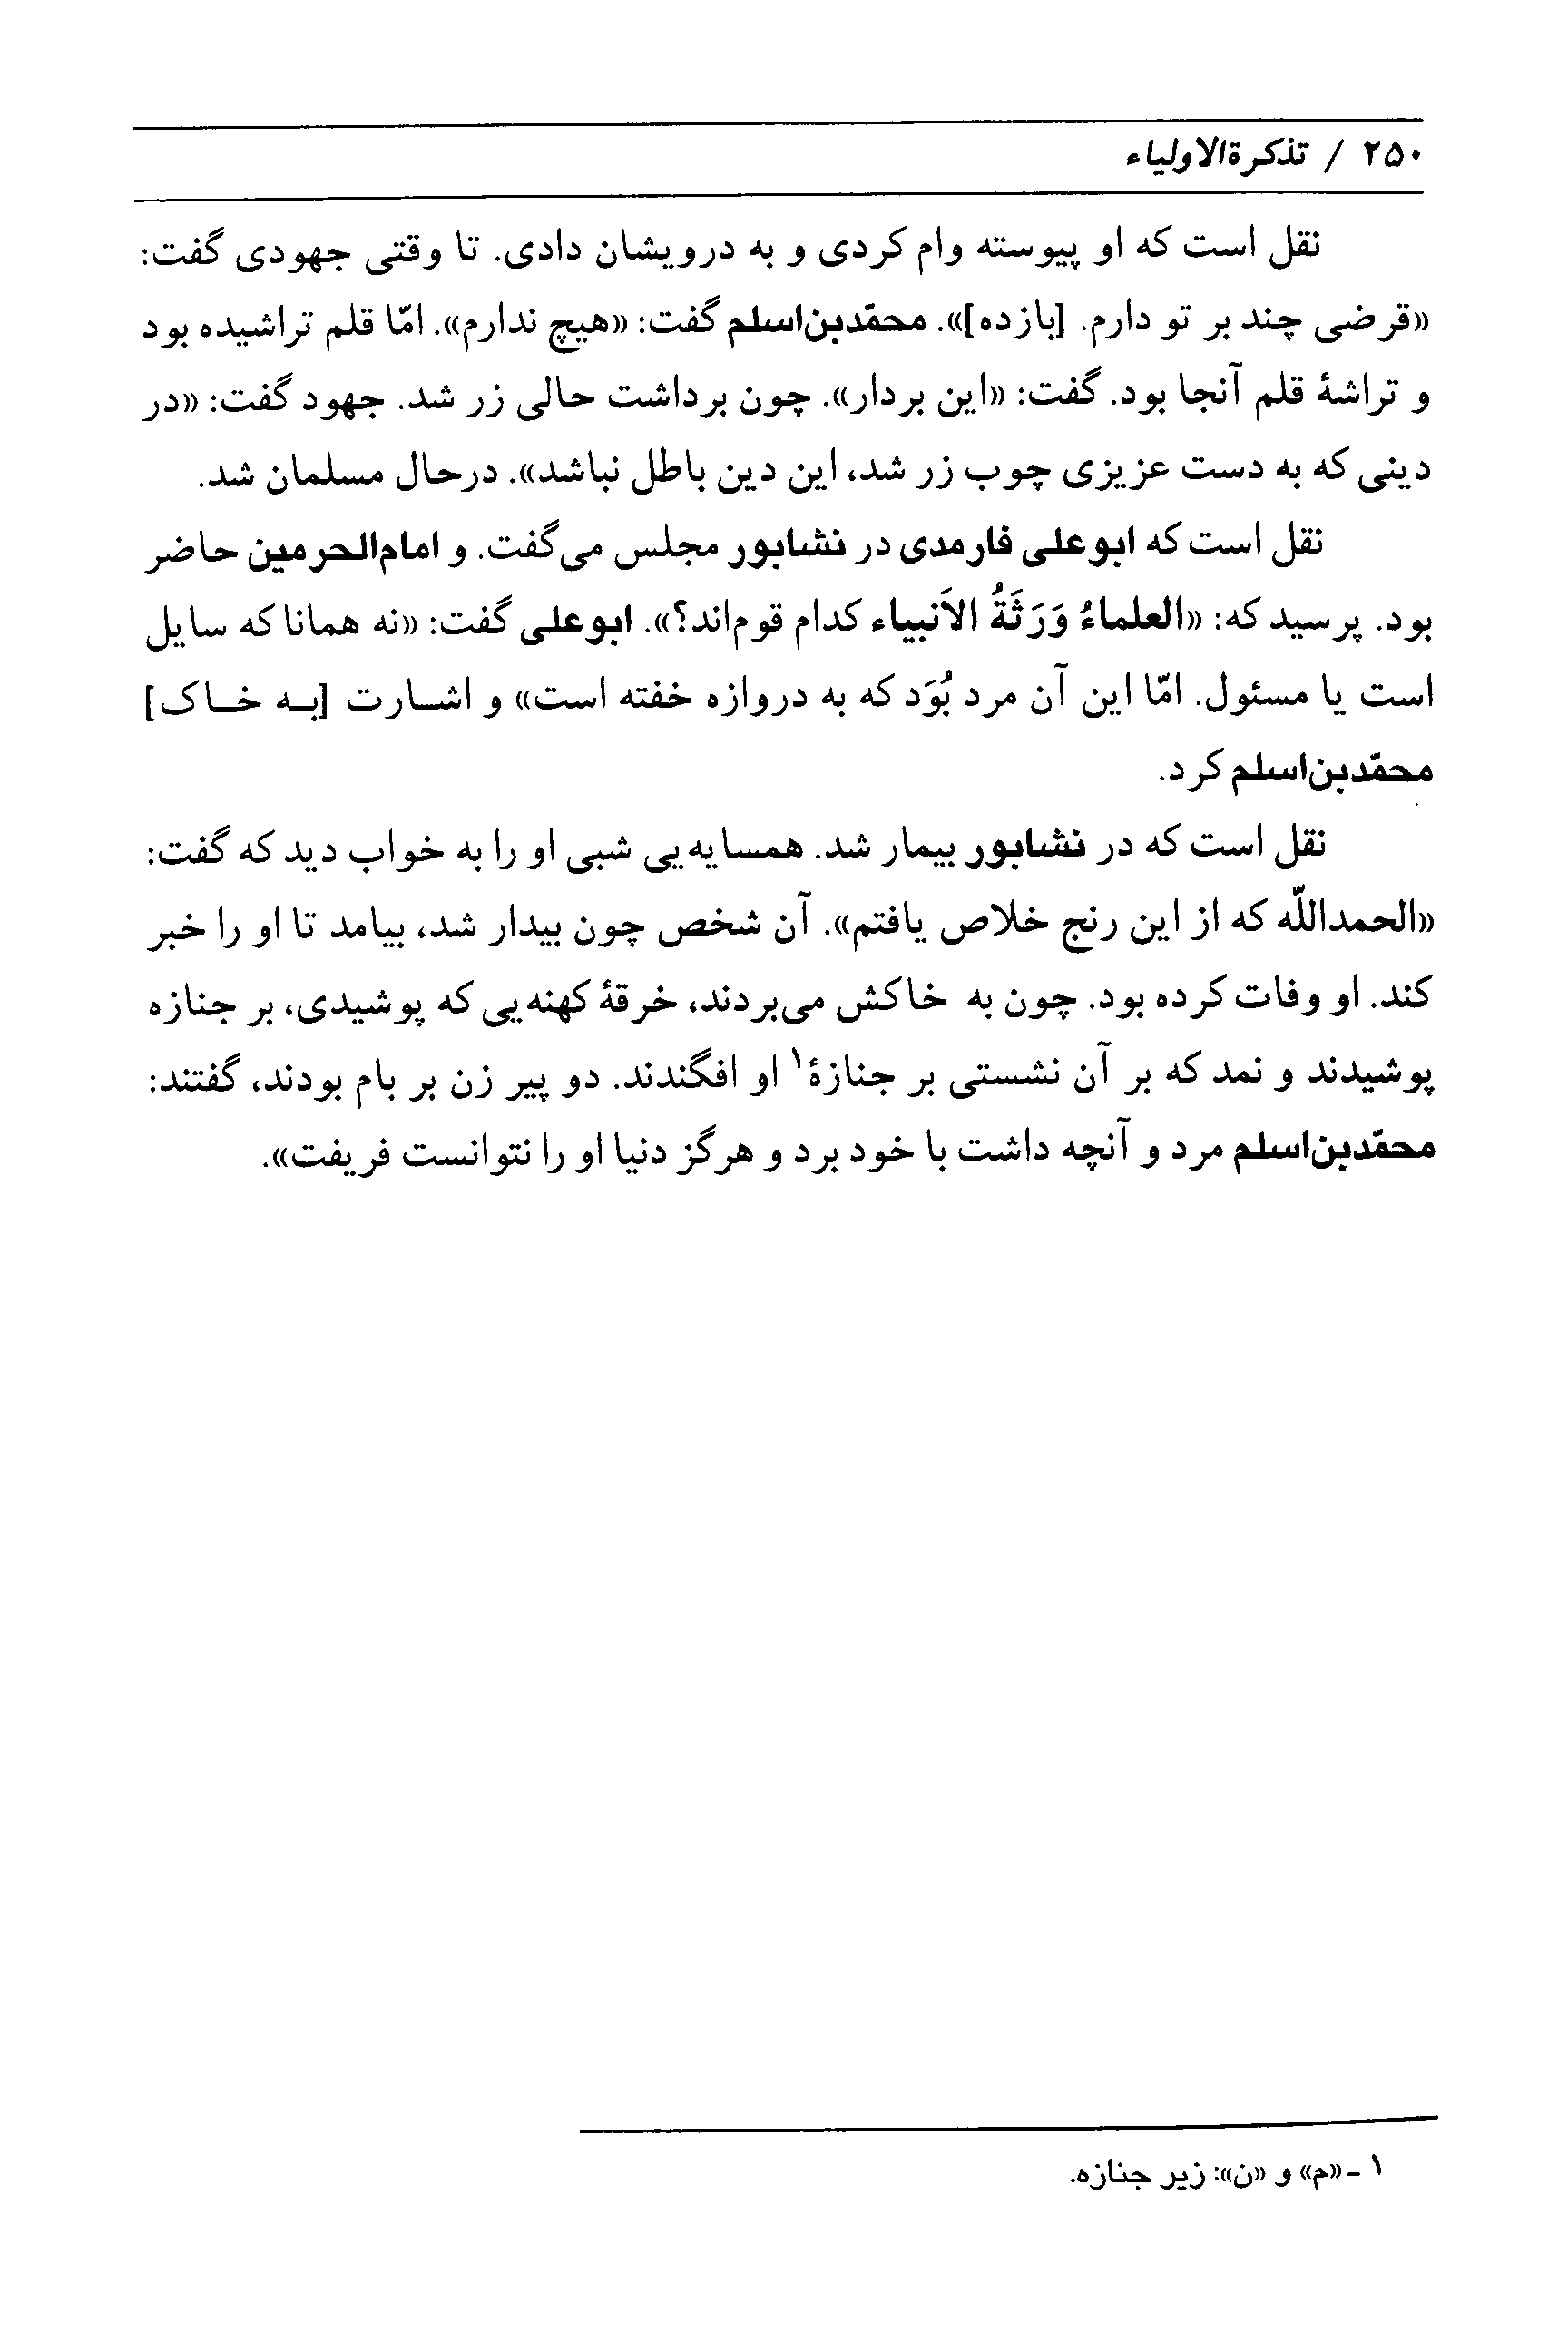 ۲۵۰ / تذکرةالاولیاء
نقل است که او پیوسته وام کردی و به درویشان دادی. تا وقتی جهودی گفت:
«قرضی چند بر تو دارم. [بازده]». محمّدبن‌اسلم گفت: «هیچ ندارم». امّا قلم تراشیده بود
و تراشهٔ قلم آنجا بود. گفت: «این بردار». چون برداشت حالی زر شد. جهود گفت: «در
دینی که به دست عزیزی چوب زر شد، این دین باطل نباشد». درحال مسلمان شد.
نقل است که ابوعلی فارمدی در نشابور مجلس می‌گفت. و امام‌الحرمین حاضر
بود. پرسید که: «العلماءُ وَرَثَةُ الاَنبیاء کدام قوم‌اند؟». ابوعلی گفت: «نه همانا که سایل
است یا مسئول. امّا این آن مرد بُوَد که به دروازه خفته است» و اشارت [به خاک]
محمّدبن‌اسلم کرد.
نقل است که در نشابور بیمار شد. همسایه‌یی شبی او را به خواب دید که گفت:
«الحمداللّه که از این رنج خلاص یافتم». آن شخص چون بیدار شد، بیامد تا او را خبر
کند. او وفات کرده بود. چون به خاکش می‌بردند، خرقهٔ کهنه‌یی که پوشیدی، بر جنازه
پوشیدند و نمد که بر آن نشستی بر جنازهٔ۱ او افگندند. دو پیر زن بر بام بودند، گفتند:
محمّدبن‌اسلم مرد و آنچه داشت با خود برد و هرگز دنیا او را نتوانست فریفت».
۱ ـ «م» و «ن»: زیر جنازه.